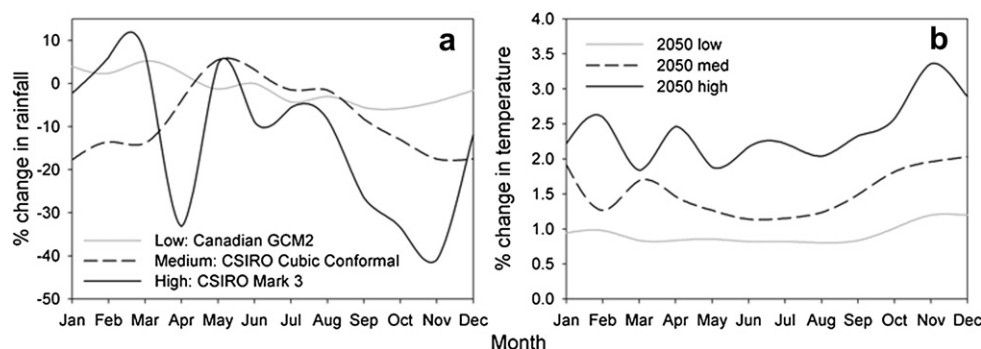 a
% change in rainfall
10
0
-10
-20
-30
-40
-50
Low: Canadian GCM2
Medium: CSIRO Cubic Conformal
High: CSIRO Mark 3
Jan Feb Mar Apr May Jun Jul Aug Sep Oct Nov Dec
b
% change in temperature
4.0
3.5
3.0
2.5
2.0
1.5
1.0
0.5
0.0
2050 low
2050 med
2050 high
Jan Feb Mar Apr May Jun Jul Aug Sep Oct Nov Dec
Month